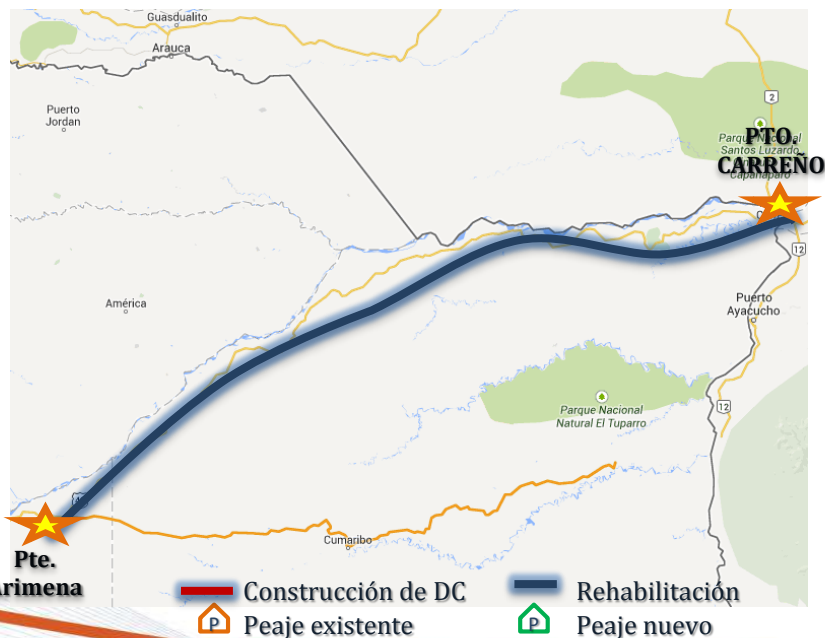 Guasdualito
Arauca
Puerto
Jordan
2
Parque Nacional
Santos Luzardo
PTO.
CARREÑO
Capanaparo
12
América
Puerto
Ayacucho
12
Parque Nacional
Natural El Tuparro
Cumaribo
Pte.
Arimena
Construcción de DC
Rehabilitación
P Peaje existente
P Peaje nuevo